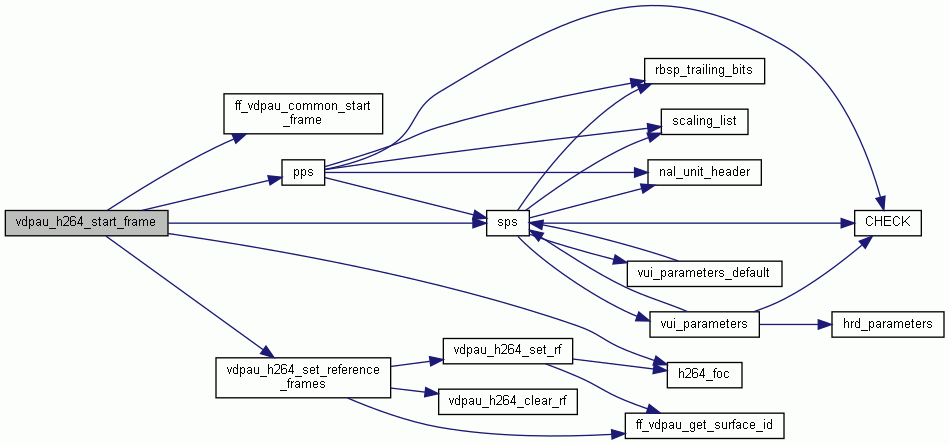 rbsp_trailing_bits
ff_vdpau_common_start
_frame
scaling_list
pps
nal_unit_header
vdpau_h264_start_frame
sps
CHECK
vui_parameters_default
vui_parameters
hrd_parameters
vdpau_h264_set_rf
vdpau_h264_set_reference
_frames
h264_foc
vdpau_h264_clear_rf
ff_vdpau_get_surface_id